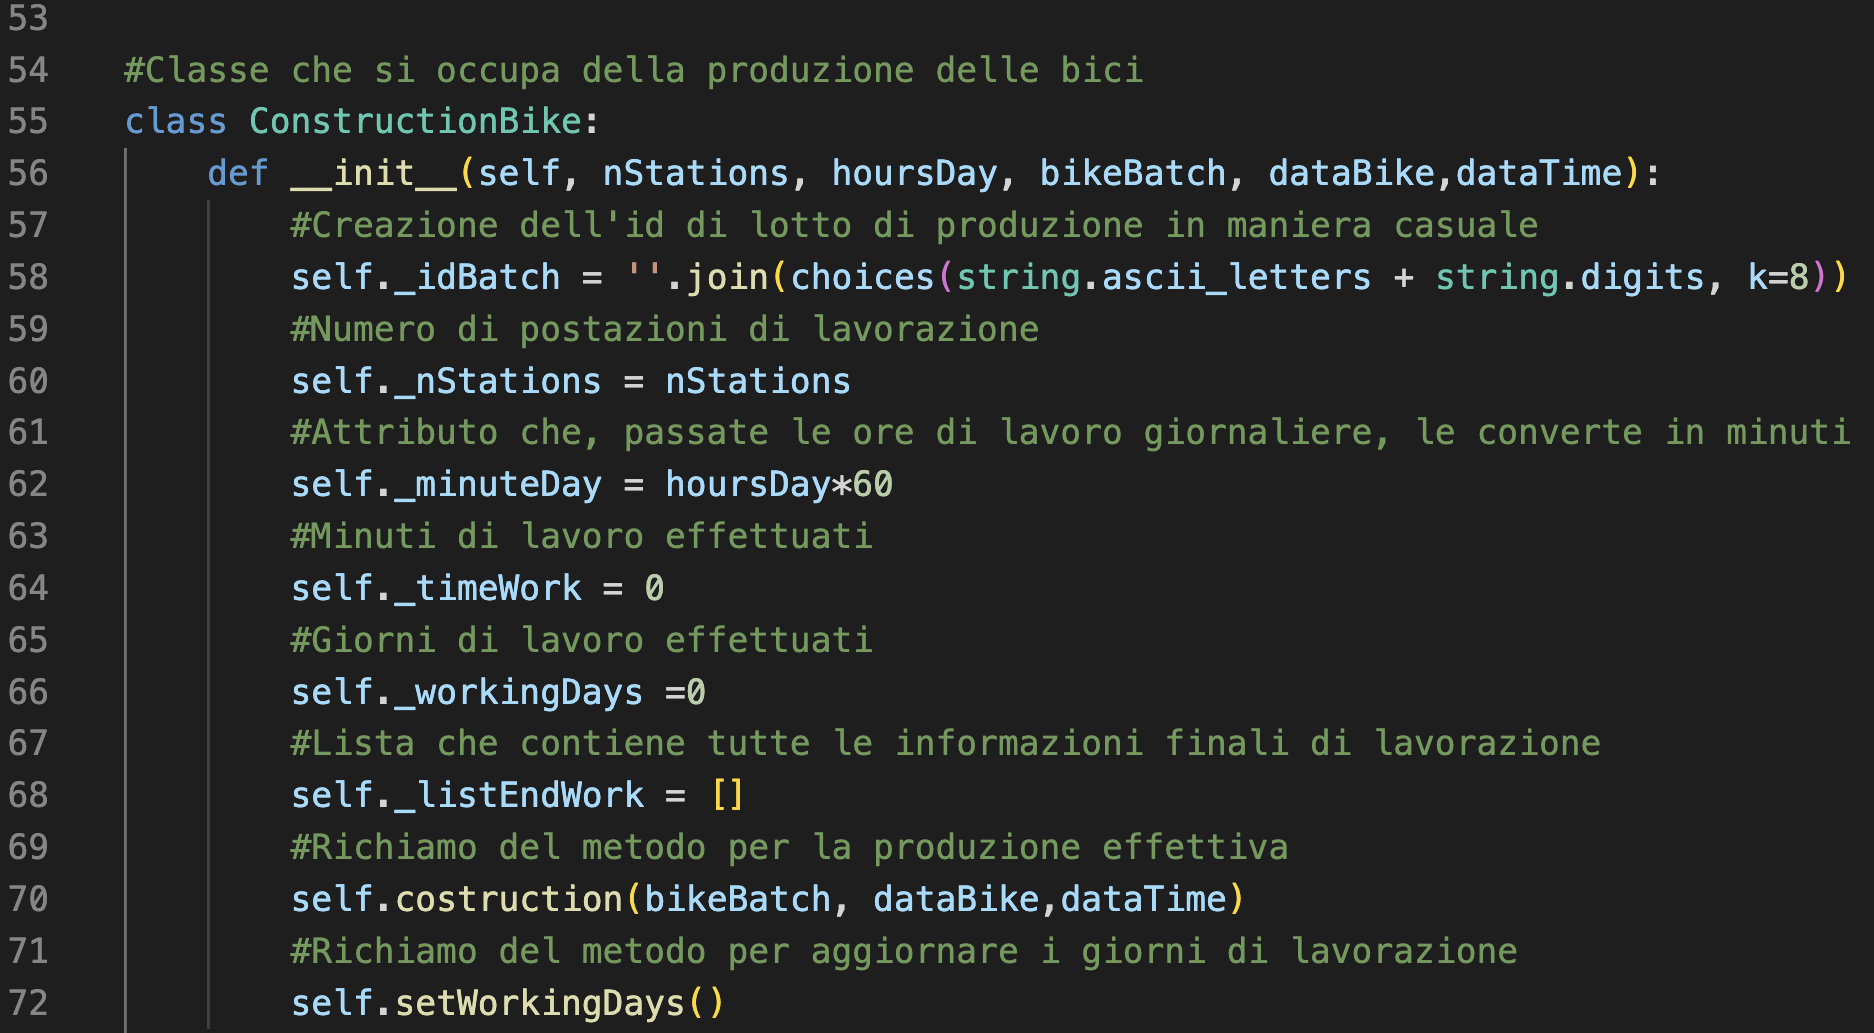 53
54 #Classe che si occupa della produzione delle bici
55 class ConstructionBike:
56 def __init__(self, nStations, hoursDay, bikeBatch, dataBike,dataTime):
57 #Creazione dell'id di lotto di produzione in maniera casuale
58 self._idBatch = ''.join(choices(string.ascii_letters + string.digits, k=8))
59 #Numero di postazioni di lavorazione
60 self._nStations = nStations
61 #Attributo che, passate le ore di lavoro giornaliere, le converte in minuti
62 self._minuteDay = hoursDay*60
63 #Minuti di lavoro effettuati
64 self._timeWork = 0
65 #Giorni di lavoro effettuati
66 self._workingDays =0
67 #Lista che contiene tutte le informazioni finali di lavorazione
68 self._listEndWork = []
69 #Richiamo del metodo per la produzione effettiva
70 self.costruction(bikeBatch, dataBike,dataTime)
71 #Richiamo del metodo per aggiornare i giorni di lavorazione
72 self.setWorkingDays()